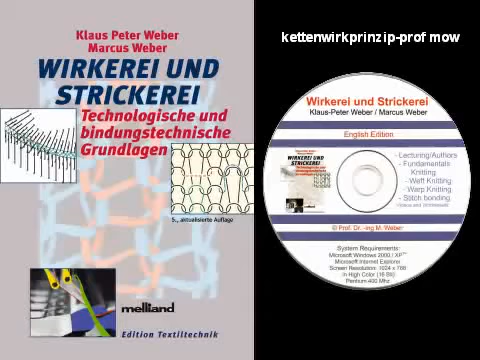 Klaus Peter Weber
Marcus Weber
WIRKEREI UND
STRICKEREI
Technologische und
bindungstechnische
Grundlagen
5., aktualisierte Auflage
melliand
Edition Textiltechnik
kettenwirkprinzip-prof mow
Wirkerei und Strickerei
Klaus-Peter Weber / Marcus Weber
English Edition
WIRKEREI UND
STRICKEREI
- Lecturing/Authors
- Fundamentals
Knitting
- Weft Knitting
- Warp Knitting
- Stitch bonding
© Prof. Dr. -ing M. Weber
System Requirements:
Microsoft Windows 2000 / XP™
Microsoft Internet Explorer
Screen Resolution: 1024 x 768
in High Color (16 Bit)
Pentium 400 Mhz